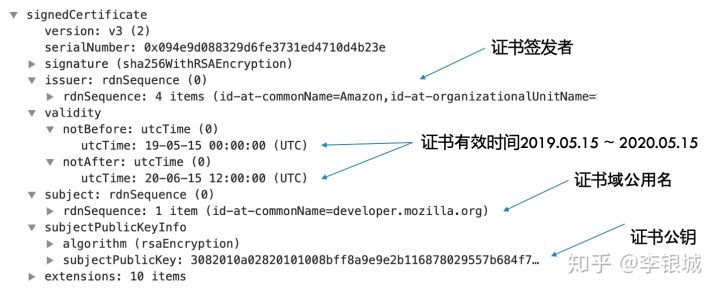 signedCertificate
version: v3 (2)
serialNumber: 0x094e9d088329d6fe3731ed4710d4b23e
signature (sha256WithRSAEncryption)
证书签发者
issuer: rdnSequence (0)
rdnSequence: 4 items (id-at-commonName=Amazon,id-at-organizationalUnitName=
validity
notBefore: utcTime (0)
utcTime: 19-05-15 00:00:00 (UTC)
证书有效时间2019.05.15 ~ 2020.05.15
notAfter: utcTime (0)
utcTime: 20-06-15 12:00:00 (UTC)
证书域公用名
subject: rdnSequence (0)
rdnSequence: 1 item (id-at-commonName=developer.mozilla.org)
subjectPublicKeyInfo
证书公钥
algorithm (rsaEncryption)
subjectPublicKey: 3082010a02820101008bff8a9e9e2b116878029557b684f7…
extensions: 10 items
知乎 @李银城